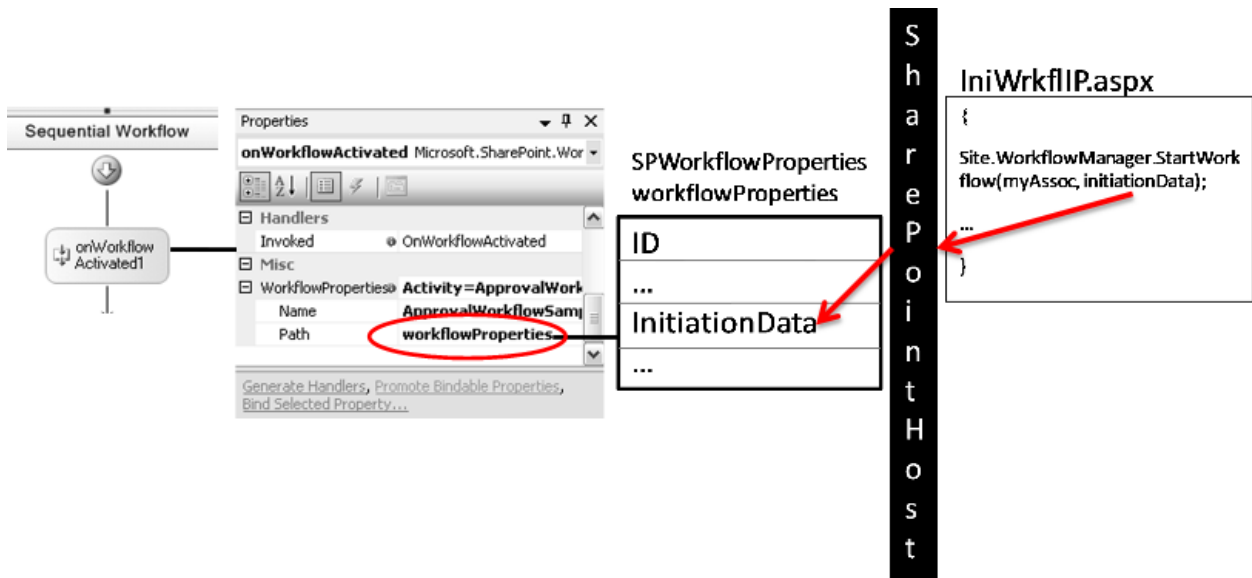 Sequential Workflow
onWorkflow
Activated1
Properties
onWorkflowActivated Microsoft.SharePoint.Wor
Handlers
Invoked OnWorkflowActivated
Misc
WorkflowProperties Activity=ApprovalWork
Name ApprovalWorkflowSam
Path workflowProperties
Generate Handlers, Promote Bindable Properties,
Bind Selected Property...
SPWorkflowProperties
workflowProperties
ID
...
InitiationData
...
SharePointHost
IniWrkflIP.aspx
{
Site.WorkflowManager.StartWork
flow(myAssoc, initiationData);
...
}